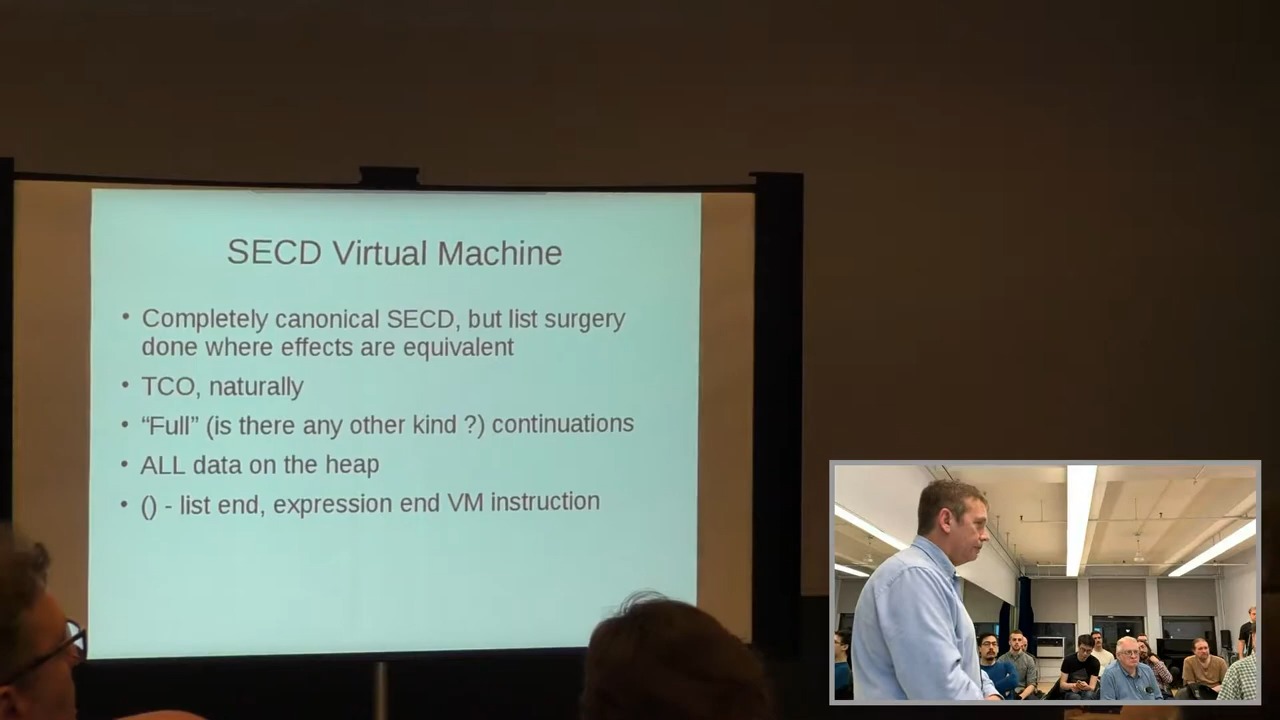 SECD Virtual Machine
• Completely canonical SECD, but list surgery
done where effects are equivalent
• TCO, naturally
• “Full” (is there any other kind ?) continuations
• ALL data on the heap
• () - list end, expression end VM instruction